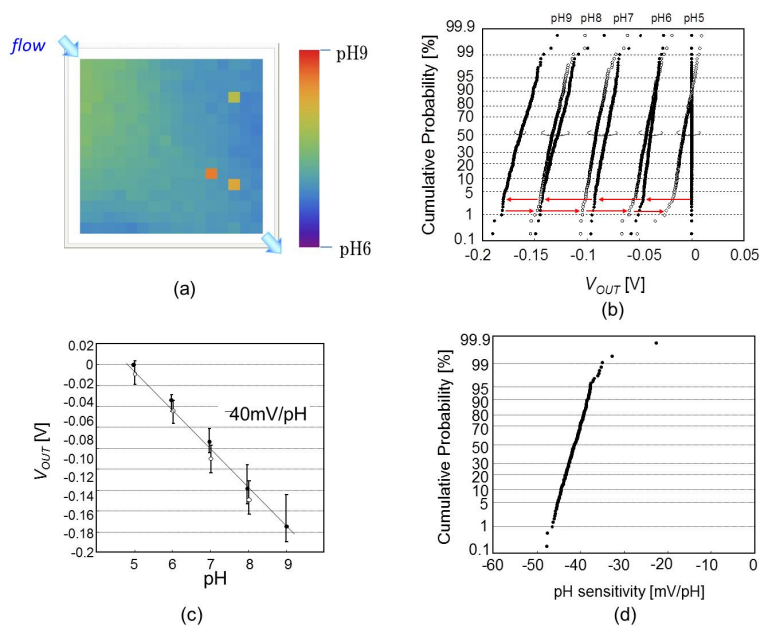 flow
pH9
pH6
(a)
pH9 pH8 pH7 pH6 pH5
Cumulative Probability [%]
99.9
99
95
90
80
70
50
30
20
10
5
1
0.1
-0.2 -0.15 -0.1 -0.05 0 0.05
VOUT [V]
(b)
VOUT [V]
0.02
0
-0.02
-0.04
-0.06
-0.08
-0.10
-0.12
-0.14
-0.16
-0.18
-0.2
-40mV/pH
5 6 7 8 9
pH
(c)
Cumulative Probability [%]
99.9
99
95
90
80
70
50
30
20
10
5
1
0.1
-60 -50 -40 -30 -20 -10 0
pH sensitivity [mV/pH]
(d)